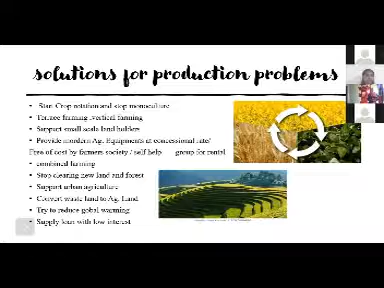 solutions for production problems
• Start Crop rotation and stop monoculture
• Terrace farming ,vertical farming
• Support small scale land holders
• Provide mordern Ag. Equipments at concessional rate/
Free of cost by farmers society / self help group for rental
• combined farming
• Stop clearing new land and forest
• Support urban agriculture
• Convert waste land to Ag. Land
• Try to reduce gobal warming
• Supply loan with low interest